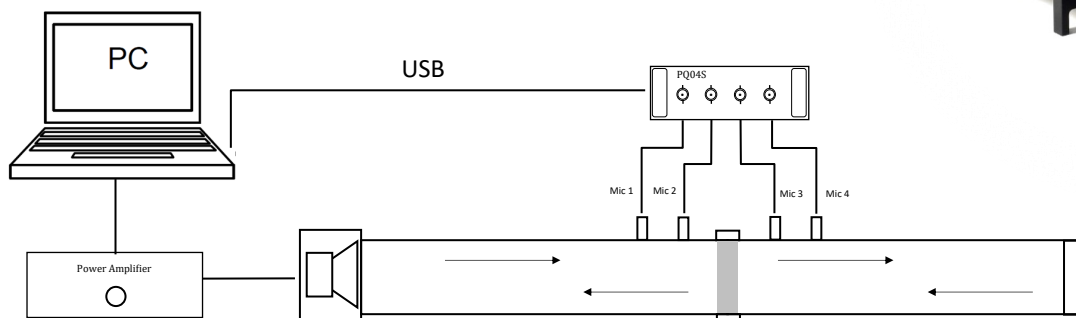 PC
USB
PQ04S
Mic 1
Mic 2
Mic 3
Mic 4
Power Amplifier